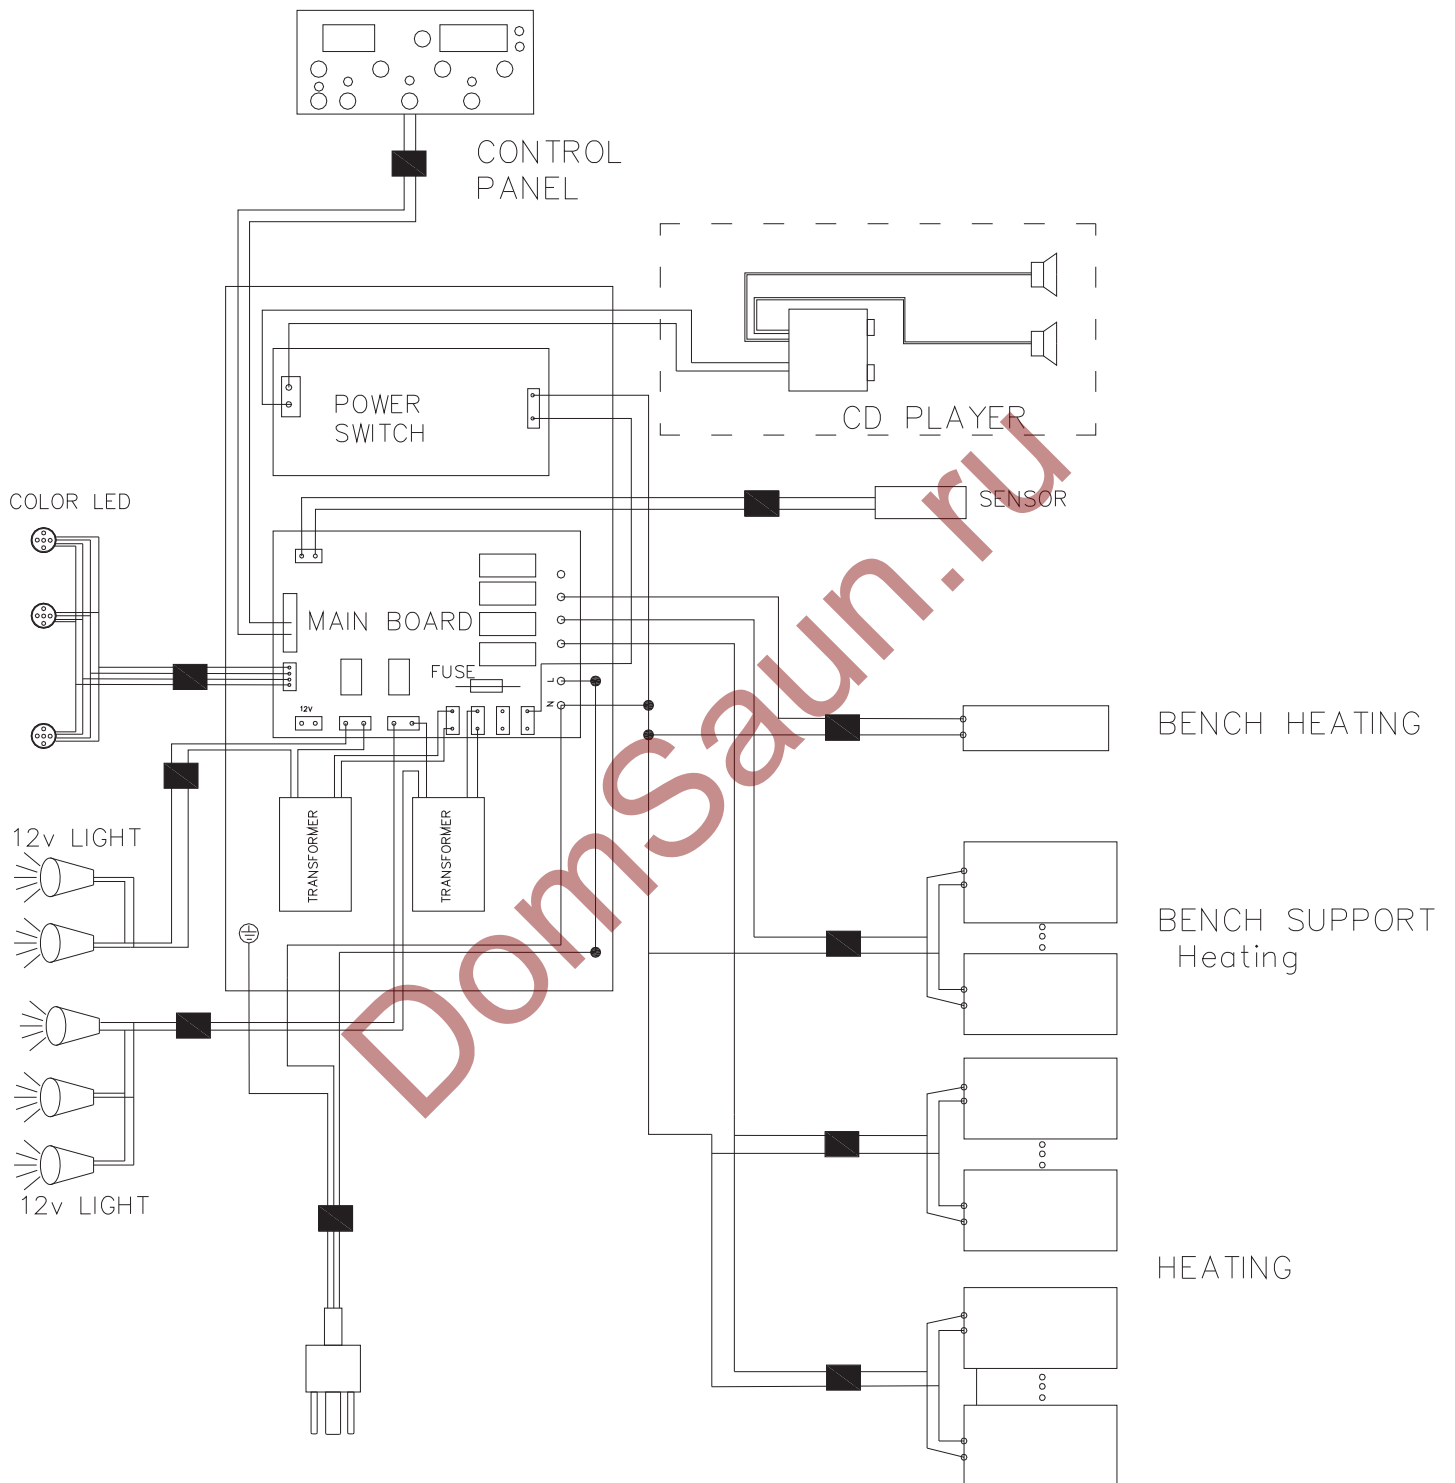 CONTROL
PANEL
CD PLAYER
POWER
SWITCH
COLOR LED
SENSOR
MAIN BOARD
FUSE
L
N
12V
BENCH HEATING
TRANSFORMER
TRANSFORMER
12v LIGHT
BENCH SUPPORT
Heating
12v LIGHT
HEATING
DomSaun.ru